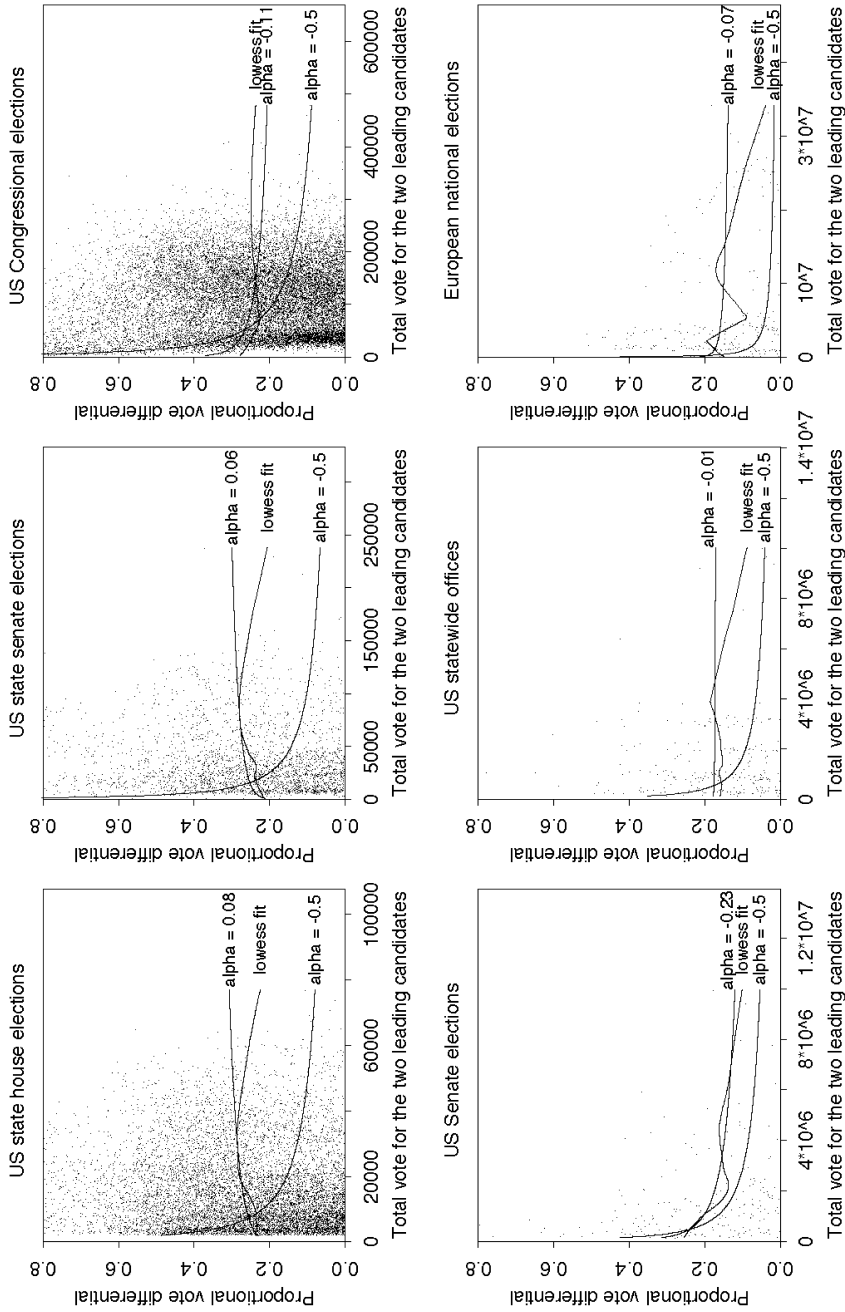 US state house elections
Proportional vote differential
0.0 0.2 0.4 0.6 0.8
alpha = 0.08
lowess fit
alpha = -0.5
0 20000 60000 100000
Total vote for the two leading candidates
US state senate elections
Proportional vote differential
0.0 0.2 0.4 0.6 0.8
alpha = 0.06
lowess fit
alpha = -0.5
0 50000 150000 250000
Total vote for the two leading candidates
US Congressional elections
Proportional vote differential
0.0 0.2 0.4 0.6 0.8
lowess fit
alpha = -0.11
alpha = -0.5
0 200000 400000 600000
Total vote for the two leading candidates
US Senate elections
Proportional vote differential
0.0 0.2 0.4 0.6 0.8
alpha = -0.23
lowess fit
alpha = -0.5
0 4*10^6 8*10^6 1.2*10^7
Total vote for the two leading candidates
US statewide offices
Proportional vote differential
0.0 0.2 0.4 0.6 0.8
alpha = -0.01
lowess fit
alpha = -0.5
0 4*10^6 8*10^6 1.4*10^7
Total vote for the two leading candidates
European national elections
Proportional vote differential
0.0 0.2 0.4 0.6 0.8
alpha = -0.07
lowess fit
alpha = -0.5
0 10^7 3*10^7
Total vote for the two leading candidates